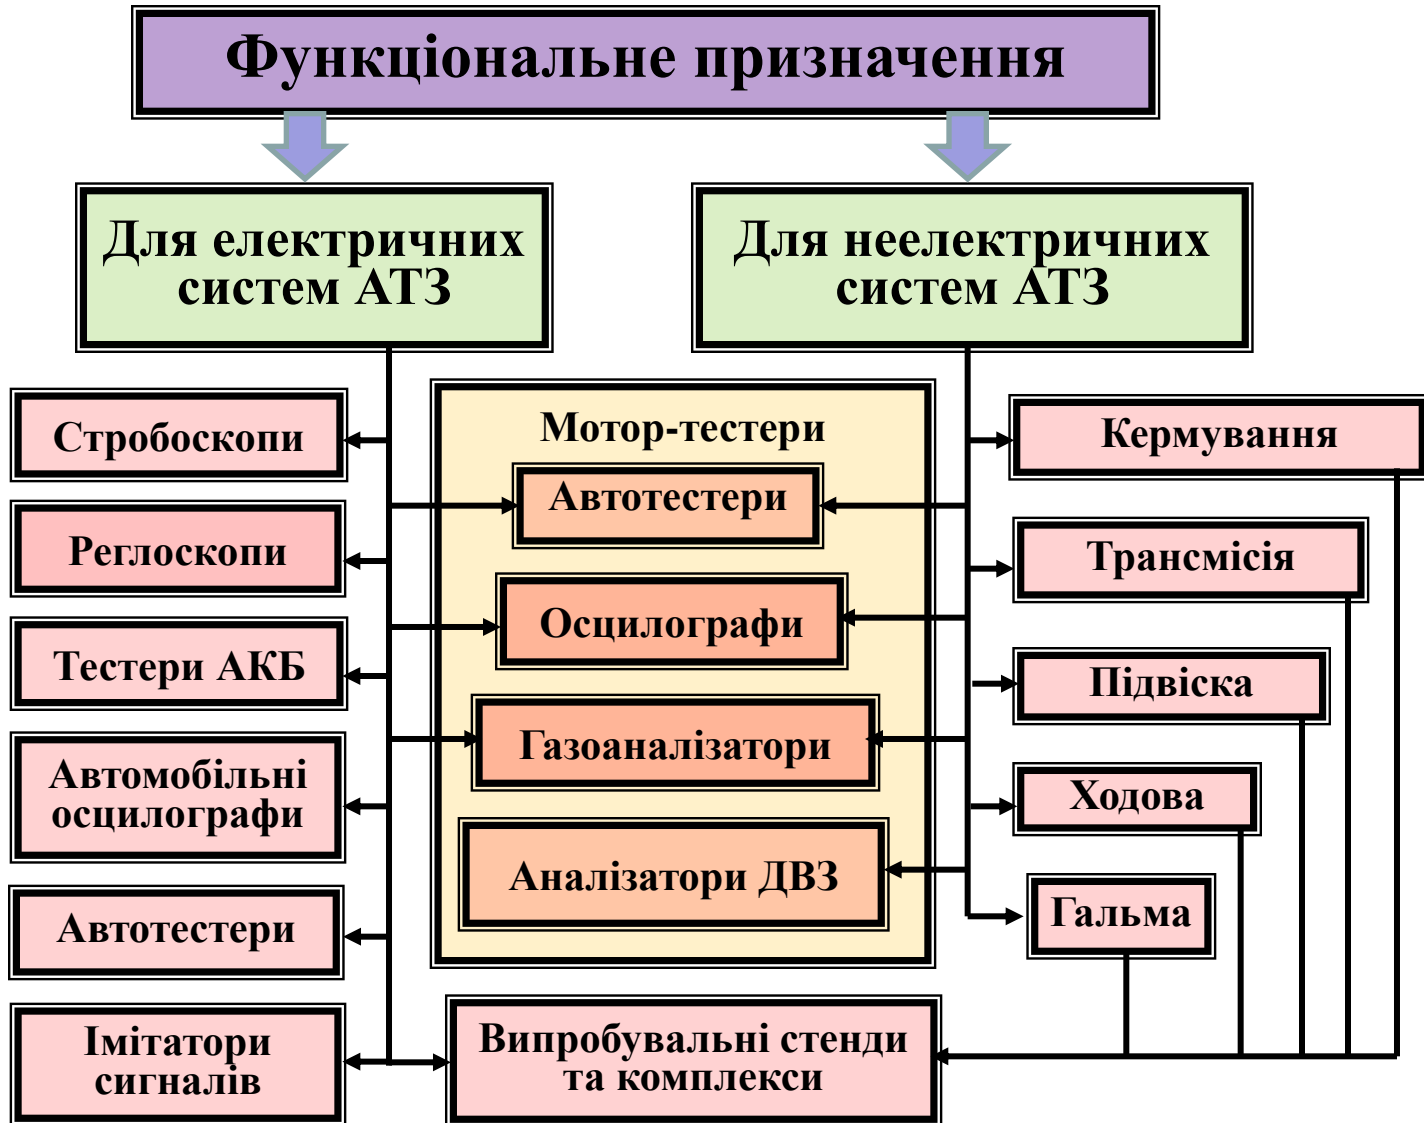 Функціональне призначення
Для електричних
систем АТЗ
Для неелектричних
систем АТЗ
Стробоскопи
Реглоскопи
Тестери АКБ
Автомобільні
осцилографи
Автотестери
Імітатори
сигналів
Мотор-тестери
Автотестери
Осцилографи
Газоаналізатори
Аналізатори ДВЗ
Випробувальні стенди
та комплекси
Кермування
Трансмісія
Підвіска
Ходова
Гальма